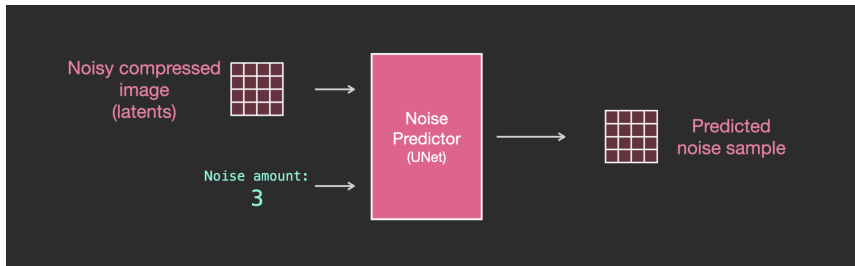 Noisy compressed
image
(latents)
Noise amount:
3
Noise
Predictor
(UNet)
Predicted
noise sample